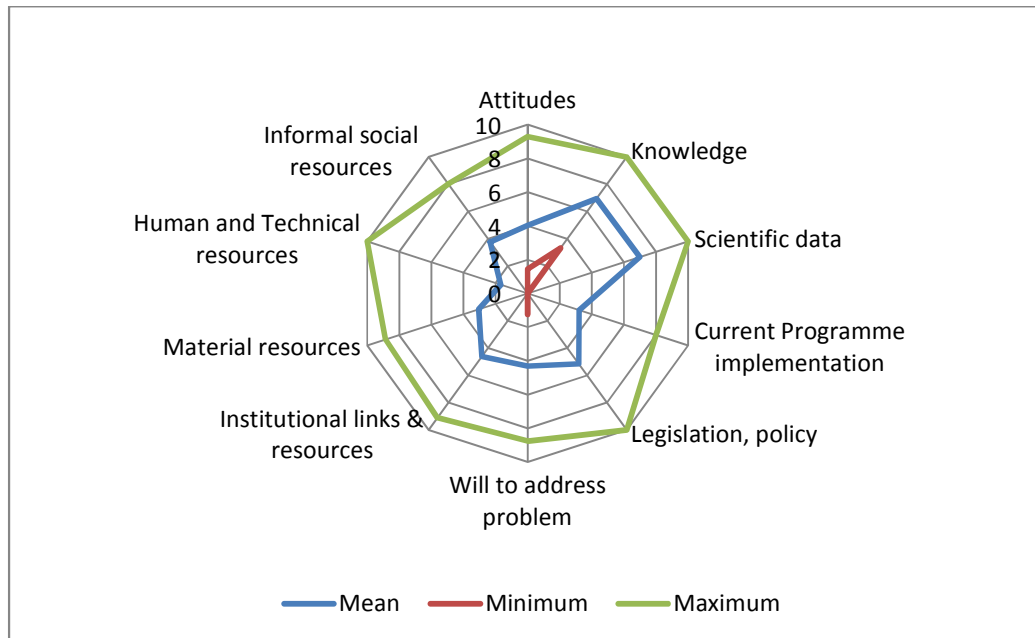 Attitudes
Knowledge
Scientific data
Current Programme
implementation
Legislation, policy
Will to address
problem
Institutional links &
resources
Material resources
Human and Technical
resources
Informal social
resources
10
8
6
4
2
0
Mean
Minimum
Maximum